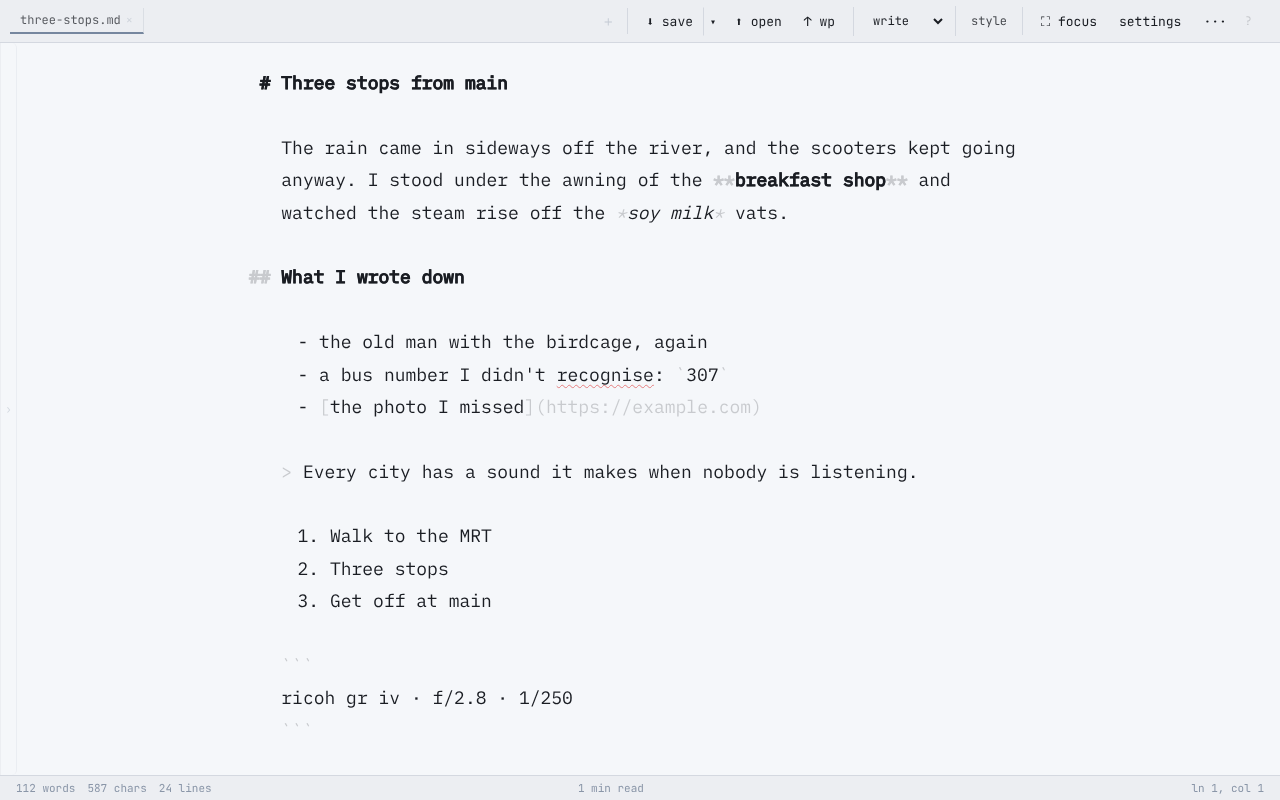 three-stops.md ×
+ ⬇ save ▾ ⬆ open ↑ wp write style ⛶ focus settings ··· ?
# Three stops from main
The rain came in sideways off the river, and the scooters kept going
anyway. I stood under the awning of the **breakfast shop** and
watched the steam rise off the *soy milk* vats.
## What I wrote down
- the old man with the birdcage, again
- a bus number I didn't recognise: `307`
- [the photo I missed](https://example.com)
›
> Every city has a sound it makes when nobody is listening.
1. Walk to the MRT
2. Three stops
3. Get off at main
```
ricoh gr iv · f/2.8 · 1/250
```
112 words 587 chars 24 lines 1 min read ln 1, col 1